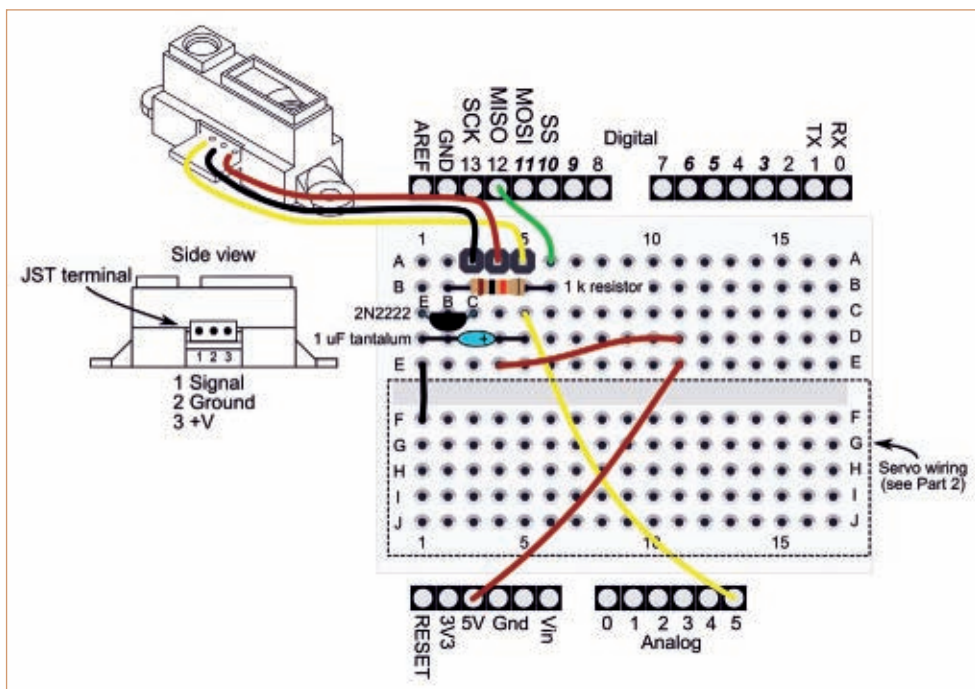 AREF
GND
SCK
13
MISO
12
MOSI
11
SS
10
9
8
Digital
7
6
5
4
3
2
TX
1
RX
0
1 5 10 15
A A
B 1 k resistor B
E B C
2N2222
C
1 uF tantalum + D
E E
F F
G G
H H
I I
J J
1 5 10 15
Side view
JST terminal
1 2 3
1 Signal
2 Ground
3 +V
Servo wiring
(see Part 2)
RESET
3V3
5V
Gnd
Vin
0 1 2 3 4 5
Analog